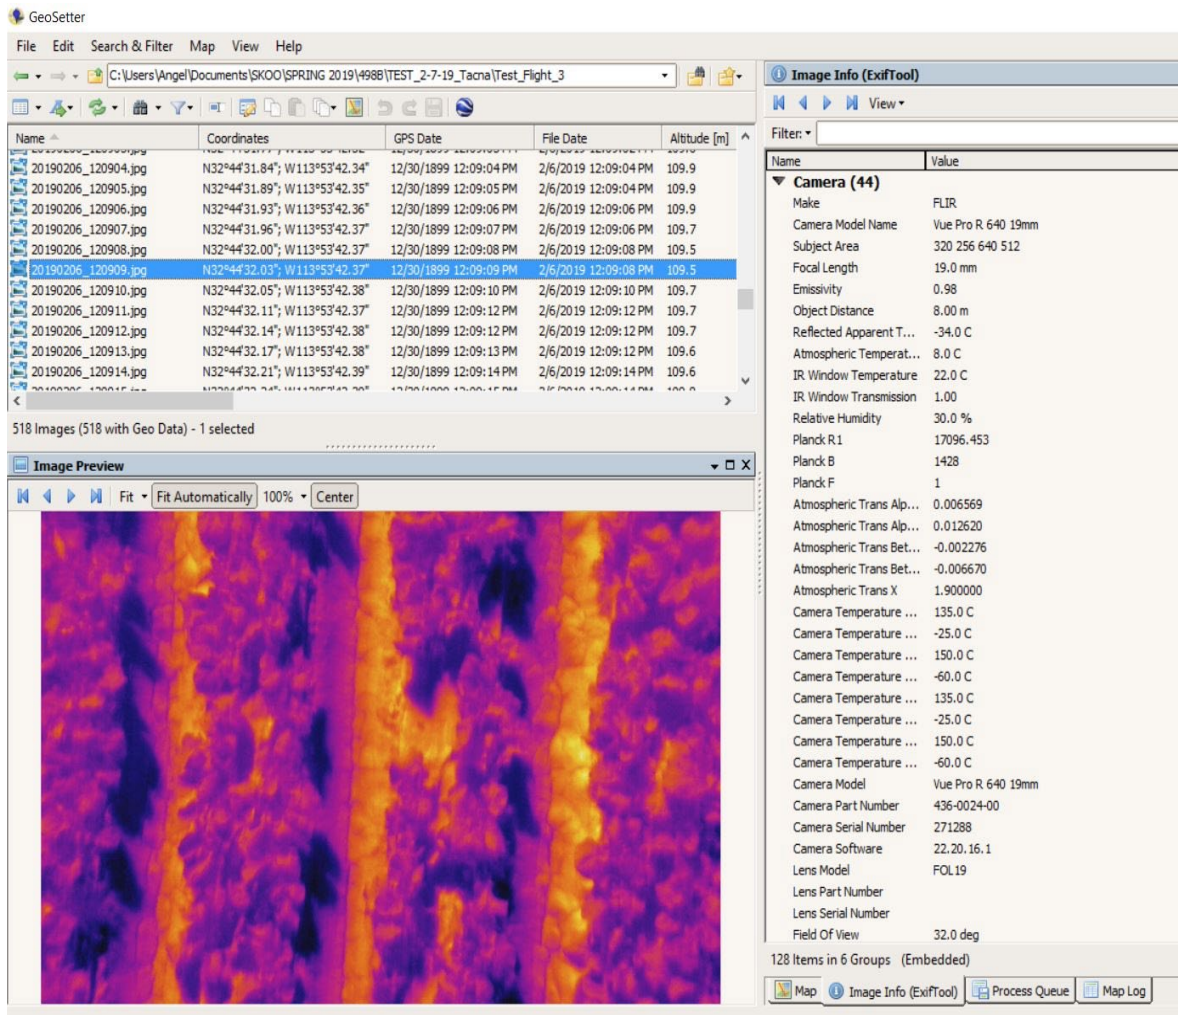 GeoSetter
File Edit Search & Filter Map View Help
C:\Users\Angel\Documents\SKOO\SPRING 2019\498B\TEST_2-7-19_Tacna\Test_Flight_3
Name Coordinates GPS Date File Date Altitude [m]
20190206_120904.jpg N32°44'31.84"; W113°53'42.34" 12/30/1899 12:09:04 PM 2/6/2019 12:09:04 PM 109.9
20190206_120905.jpg N32°44'31.89"; W113°53'42.35" 12/30/1899 12:09:05 PM 2/6/2019 12:09:04 PM 109.9
20190206_120906.jpg N32°44'31.93"; W113°53'42.36" 12/30/1899 12:09:06 PM 2/6/2019 12:09:06 PM 109.9
20190206_120907.jpg N32°44'31.96"; W113°53'42.37" 12/30/1899 12:09:07 PM 2/6/2019 12:09:06 PM 109.7
20190206_120908.jpg N32°44'32.00"; W113°53'42.37" 12/30/1899 12:09:08 PM 2/6/2019 12:09:08 PM 109.5
20190206_120909.jpg N32°44'32.03"; W113°53'42.37" 12/30/1899 12:09:09 PM 2/6/2019 12:09:08 PM 109.5
20190206_120910.jpg N32°44'32.05"; W113°53'42.38" 12/30/1899 12:09:10 PM 2/6/2019 12:09:10 PM 109.7
20190206_120911.jpg N32°44'32.11"; W113°53'42.37" 12/30/1899 12:09:12 PM 2/6/2019 12:09:12 PM 109.7
20190206_120912.jpg N32°44'32.14"; W113°53'42.38" 12/30/1899 12:09:12 PM 2/6/2019 12:09:12 PM 109.7
20190206_120913.jpg N32°44'32.17"; W113°53'42.38" 12/30/1899 12:09:13 PM 2/6/2019 12:09:12 PM 109.6
20190206_120914.jpg N32°44'32.21"; W113°53'42.39" 12/30/1899 12:09:14 PM 2/6/2019 12:09:14 PM 109.6
518 Images (518 with Geo Data) - 1 selected
Image Preview
Fit Fit Automatically 100% Center
Image Info (ExifTool)
View
Filter:
Name Value
Camera (44)
Make FLIR
Camera Model Name Vue Pro R 640 19mm
Subject Area 320 256 640 512
Focal Length 19.0 mm
Emissivity 0.98
Object Distance 8.00 m
Reflected Apparent T... -34.0 C
Atmospheric Temperat... 8.0 C
IR Window Temperature 22.0 C
IR Window Transmission 1.00
Relative Humidity 30.0 %
Planck R1 17096.453
Planck B 1428
Planck F 1
Atmospheric Trans Alp... 0.006569
Atmospheric Trans Alp... 0.012620
Atmospheric Trans Bet... -0.002276
Atmospheric Trans Bet... -0.006670
Atmospheric Trans X 1.900000
Camera Temperature ... 135.0 C
Camera Temperature ... -25.0 C
Camera Temperature ... 150.0 C
Camera Temperature ... -60.0 C
Camera Temperature ... 135.0 C
Camera Temperature ... -25.0 C
Camera Temperature ... 150.0 C
Camera Temperature ... -60.0 C
Camera Model Vue Pro R 640 19mm
Camera Part Number 436-0024-00
Camera Serial Number 271288
Camera Software 22.20.16.1
Lens Model FOL19
Lens Part Number
Lens Serial Number
Field Of View 32.0 deg
128 Items in 6 Groups (Embedded)
Map Image Info (ExifTool) Process Queue Map Log